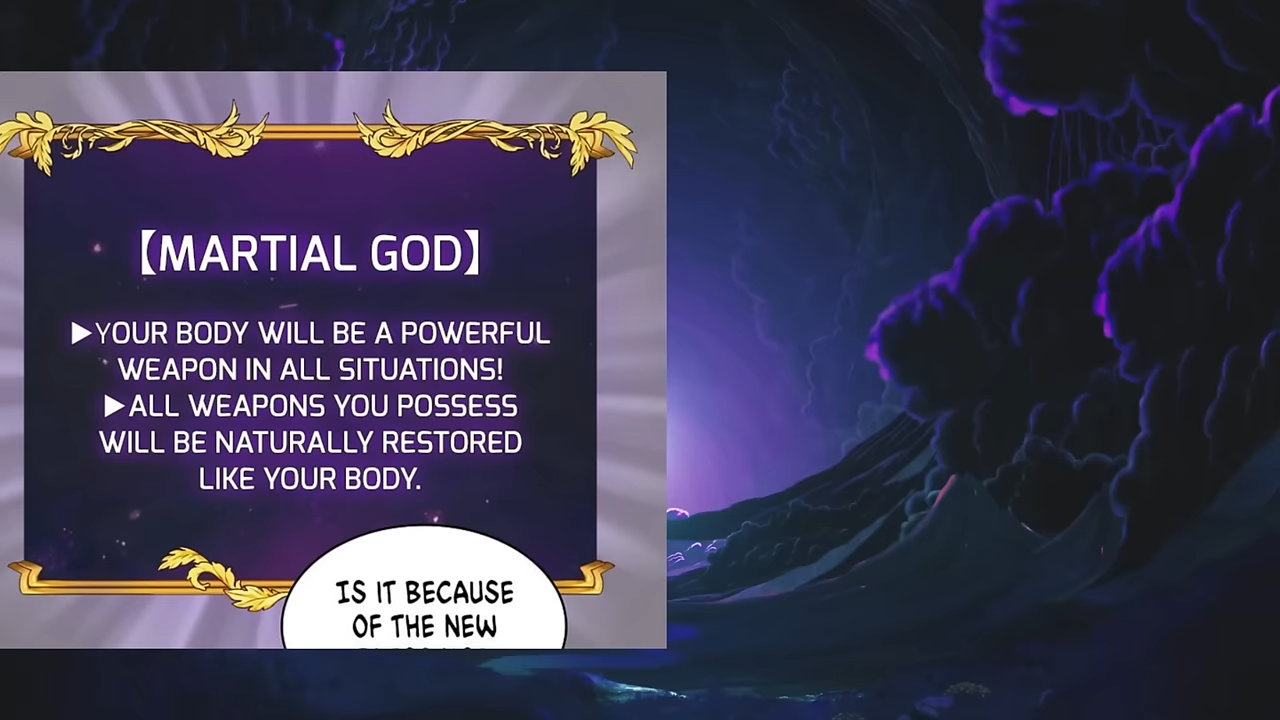 【MARTIAL GOD】
▶YOUR BODY WILL BE A POWERFUL
WEAPON IN ALL SITUATIONS!
▶ALL WEAPONS YOU POSSESS
WILL BE NATURALLY RESTORED
LIKE YOUR BODY.
IS IT BECAUSE
OF THE NEW